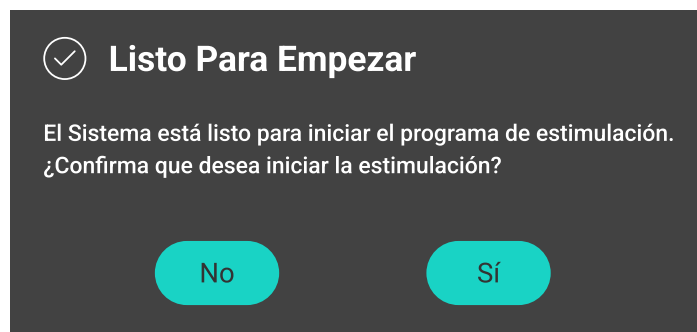 Listo Para Empezar
El Sistema está listo para iniciar el programa de estimulación.
¿Confirma que desea iniciar la estimulación?
No
Sí